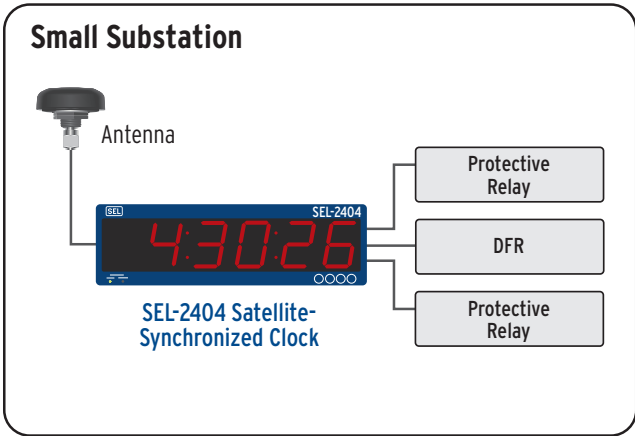 Small Substation
Antenna
SEL
SEL-2404
4:30:26
SEL-2404 Satellite-
Synchronized Clock
Protective
Relay
DFR
Protective
Relay